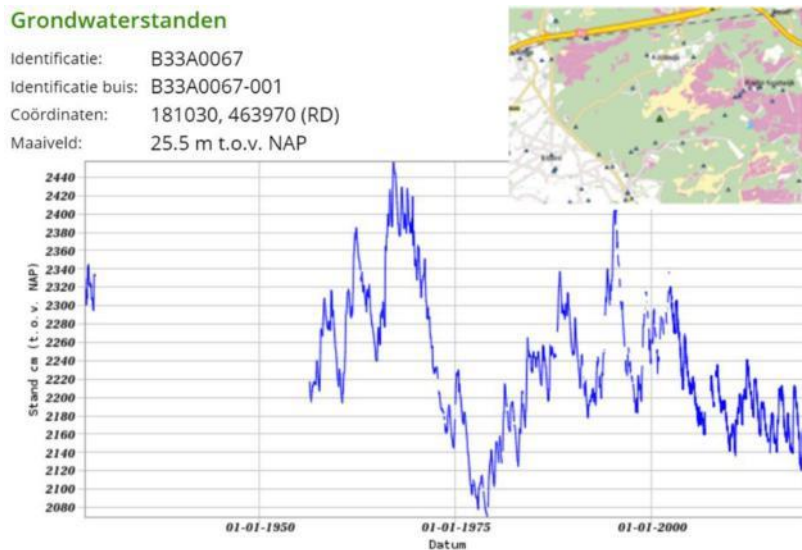 Grondwaterstanden
Identificatie: B33A0067
Identificatie buis: B33A0067-001
Coördinaten: 181030, 463970 (RD)
Maaiveld: 25.5 m t.o.v. NAP
2440
2420
2400
2380
2360
2340
2320
2300
2280
2260
2240
2220
2200
2180
2160
2140
2120
2100
2080
Stand cm (t.o.v. NAP)
01-01-1950 01-01-1975 01-01-2000
Datum